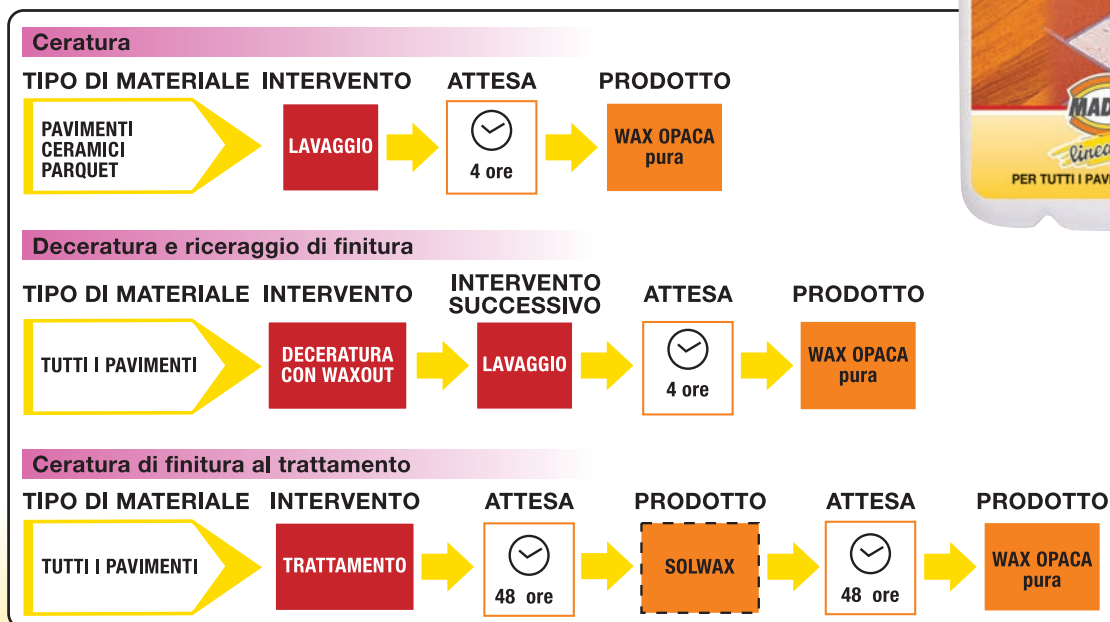 Ceratura
TIPO DI MATERIALE INTERVENTO ATTESA PRODOTTO
PAVIMENTI
CERAMICI
PARQUET
LAVAGGIO
4 ore
WAX OPACA
pura
PER TUTTI I
Deceratura e riceraggio di finitura
TIPO DI MATERIALE INTERVENTO
INTERVENTO
SUCCESSIVO
ATTESA PRODOTTO
TUTTI I PAVIMENTI
DECERATURA
CON WAXOUT
LAVAGGIO
4 ore
WAX OPACA
pura
Ceratura di finitura al trattamento
TIPO DI MATERIALE INTERVENTO ATTESA PRODOTTO ATTESA PRODOTTO
TUTTI I PAVIMENTI
TRATTAMENTO
48 ore
SOLWAX
48 ore
WAX OPACA
pura